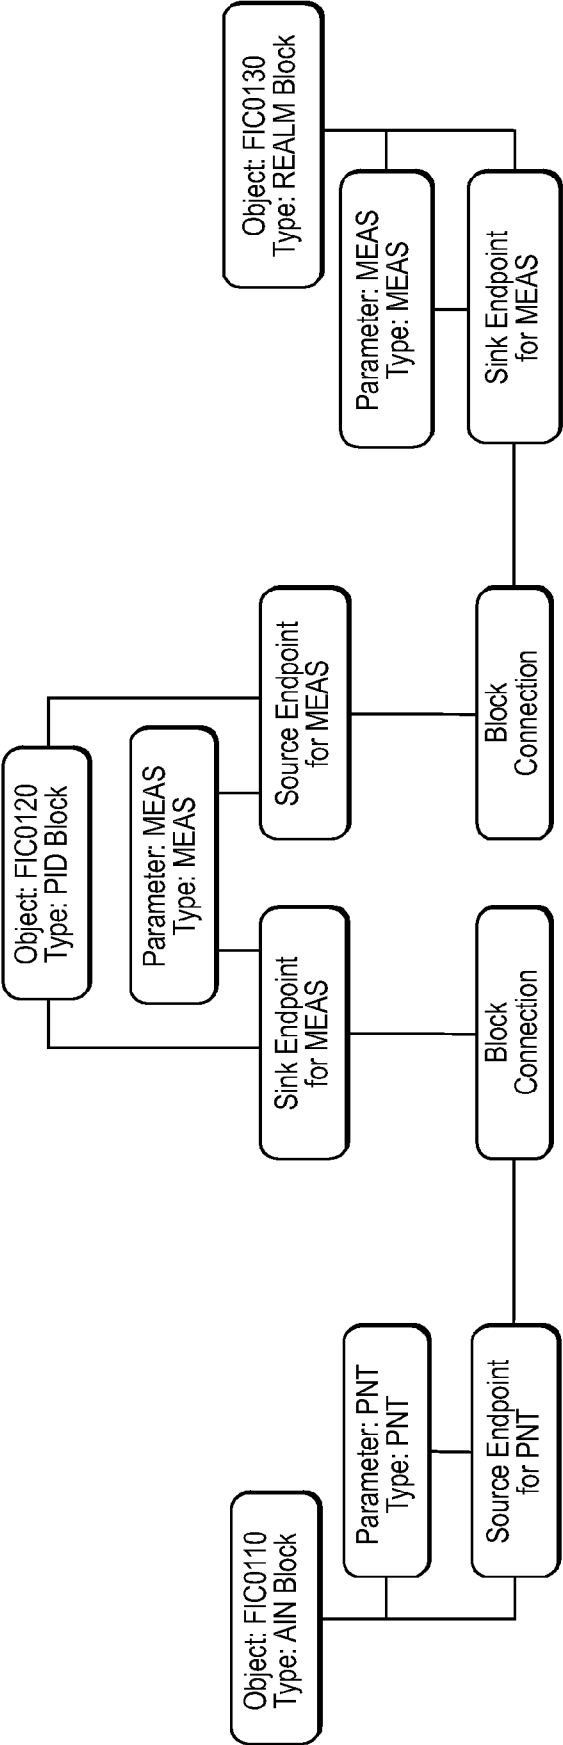 Object: FIC0110
Type: AIN Block
Parameter: PNT
Type: PNT
Source Endpoint
for PNT
Block
Connection
Object: FIC0120
Type: PID Block
Parameter: MEAS
Type: MEAS
Sink Endpoint
for MEAS
Source Endpoint
for MEAS
Block
Connection
Object: FIC0130
Type: REALM Block
Parameter: MEAS
Type: MEAS
Sink Endpoint
for MEAS